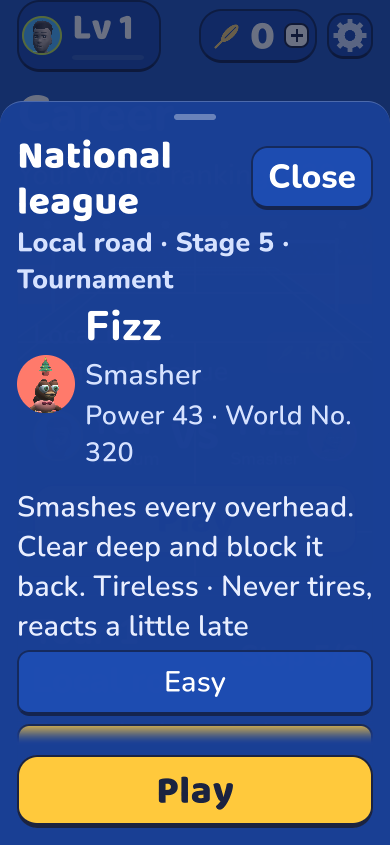 Lv 1
0
Career
National
league
Close
Local road · Stage 5 ·
Tournament
Fizz
Smasher
Power 43 · World No.
320
Smashes every overhead.
Clear deep and block it
back. Tireless · Never tires,
reacts a little late
Easy
Play